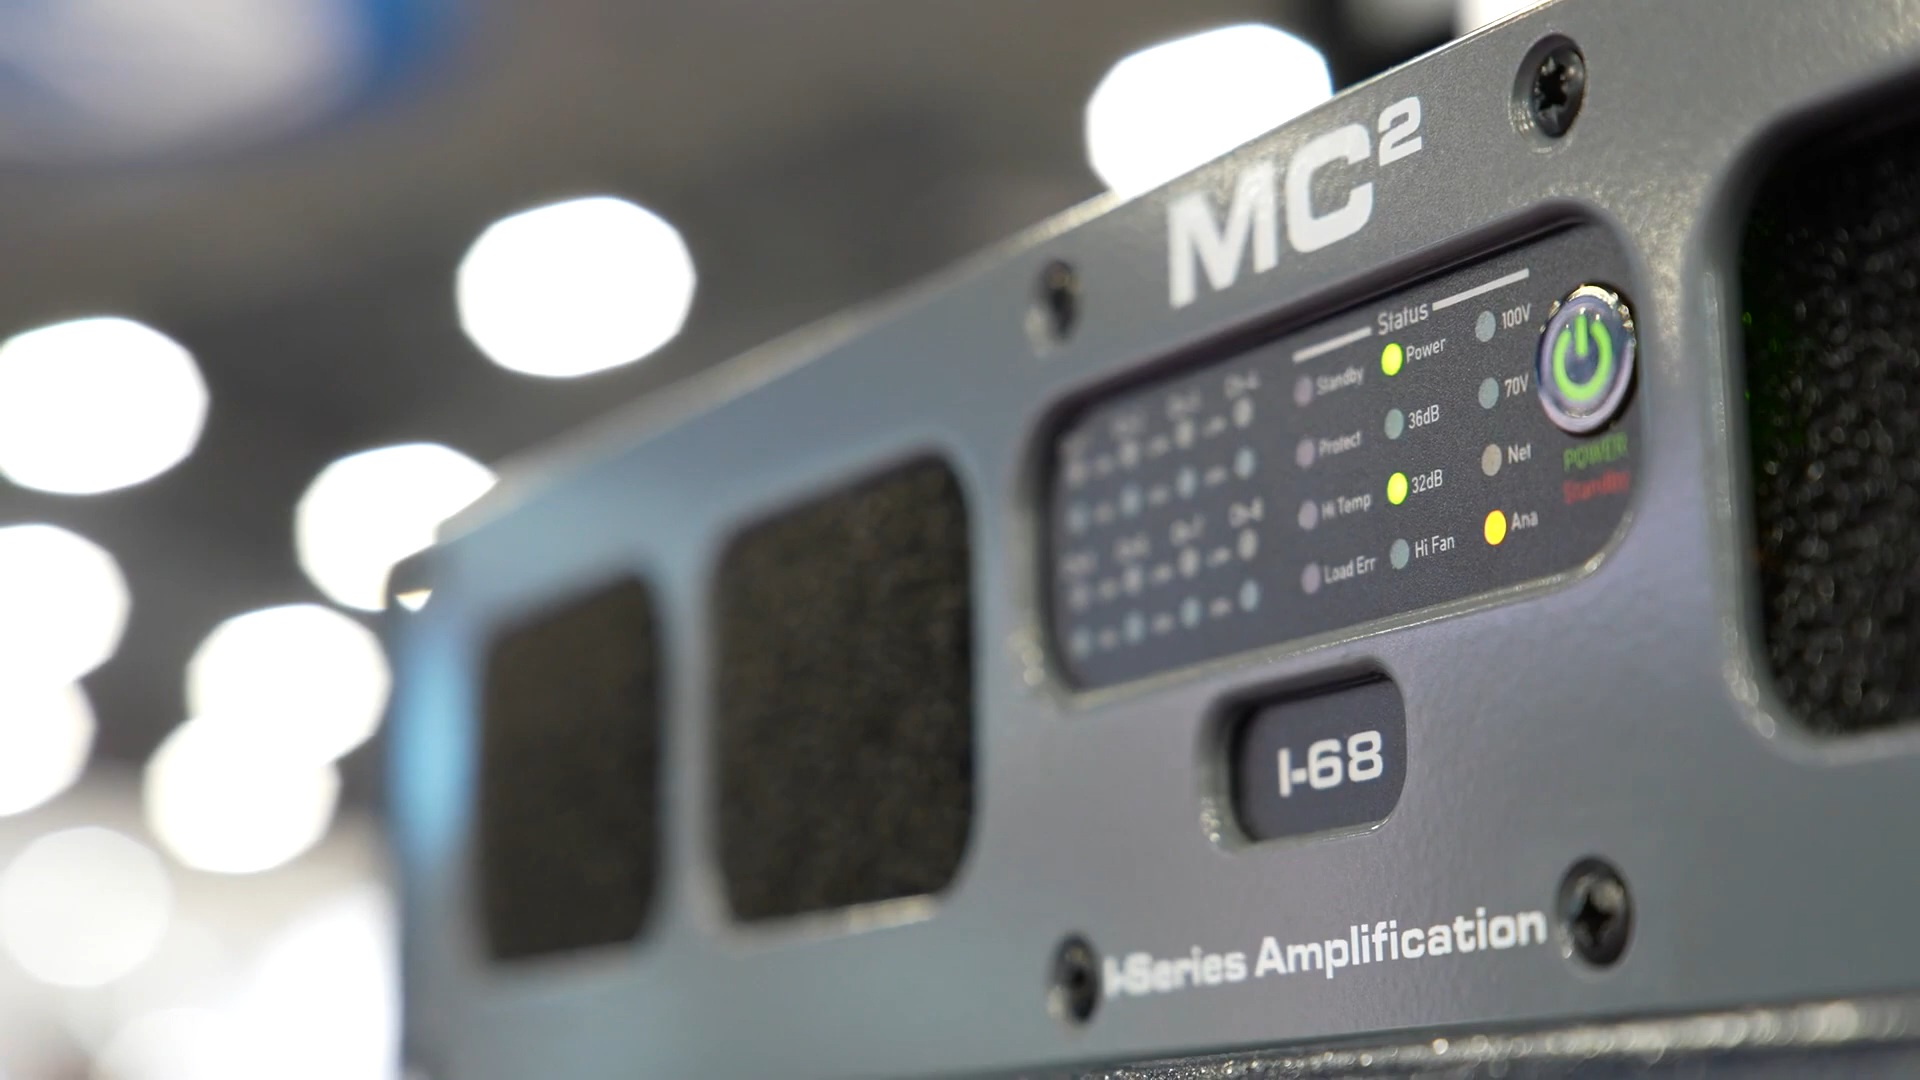 MC²
Status
Standby
Power
100V
Protect
36dB
70V
Hi Temp
32dB
Net
Load Err
Hi Fan
Ana
POWER
Standby
I-68
I-Series Amplification